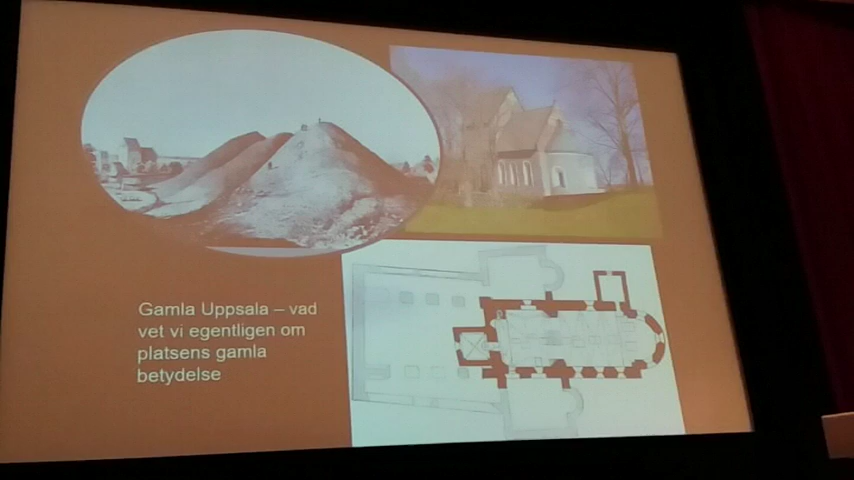 Gamla Uppsala – vad
vet vi egentligen om
platsens gamla
betydelse